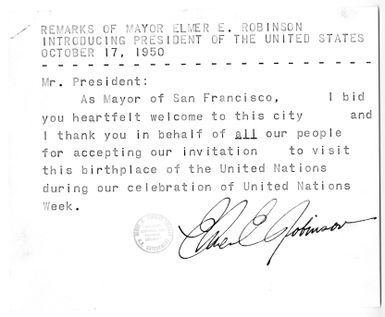 REMARKS OF MAYOR ELMER E. ROBINSON
INTRODUCING PRESIDENT OF THE UNITED STATES
OCTOBER 17, 1950
- - - - - - - - - - - - - - - - - - - - - - - - - - - - -
Mr. President:
As Mayor of San Francisco, I bid
you heartfelt welcome to this city and
I thank you in behalf of all our people
for accepting our invitation to visit
this birthplace of the United Nations
during our celebration of United Nations
Week.
Elmer E. Robinson